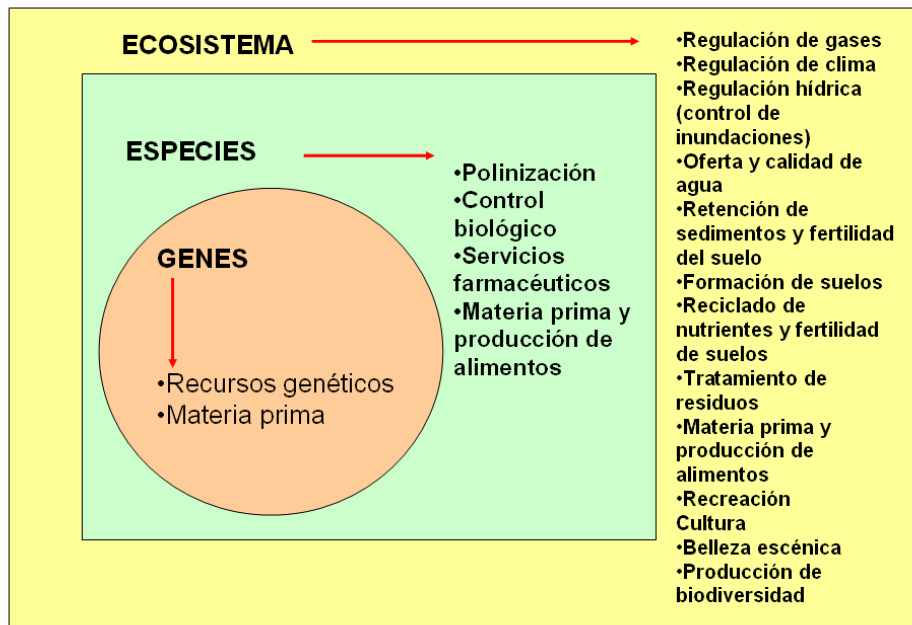 ECOSISTEMA
ESPECIES
GENES
•Recursos genéticos
•Materia prima
•Polinización
•Control
biológico
•Servicios
farmacéuticos
•Materia prima y
producción de
alimentos
•Regulación de gases
•Regulación de clima
•Regulación hídrica
(control de
inundaciones)
•Oferta y calidad de
agua
•Retención de
sedimentos y fertilidad
del suelo
•Formación de suelos
•Reciclado de
nutrientes y fertilidad
de suelos
•Tratamiento de
residuos
•Materia prima y
producción de
alimentos
•Recreación
Cultura
•Belleza escénica
•Producción de
biodiversidad